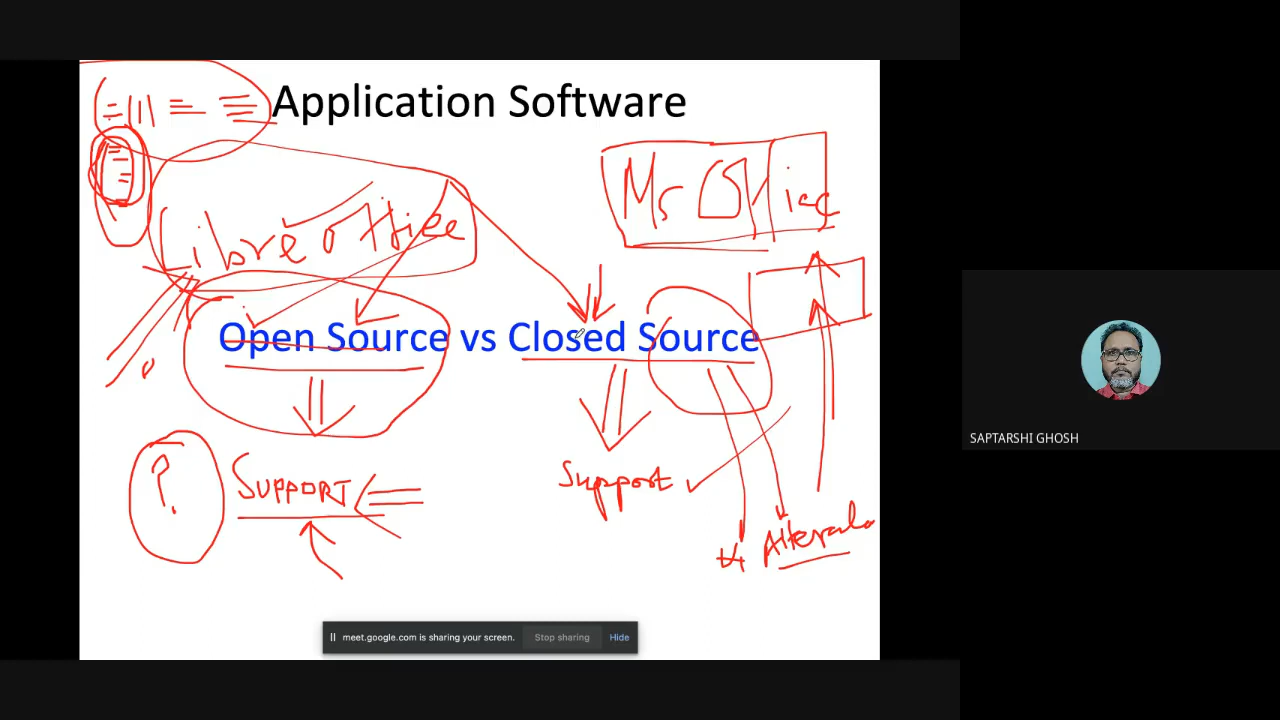 Application Software
Ms Office
Libre office
Open Source vs Closed Source
?
SUPPORT
Support
SAPTARSHI GHOSH
meet.google.com is sharing your screen.
Stop sharing
Hide